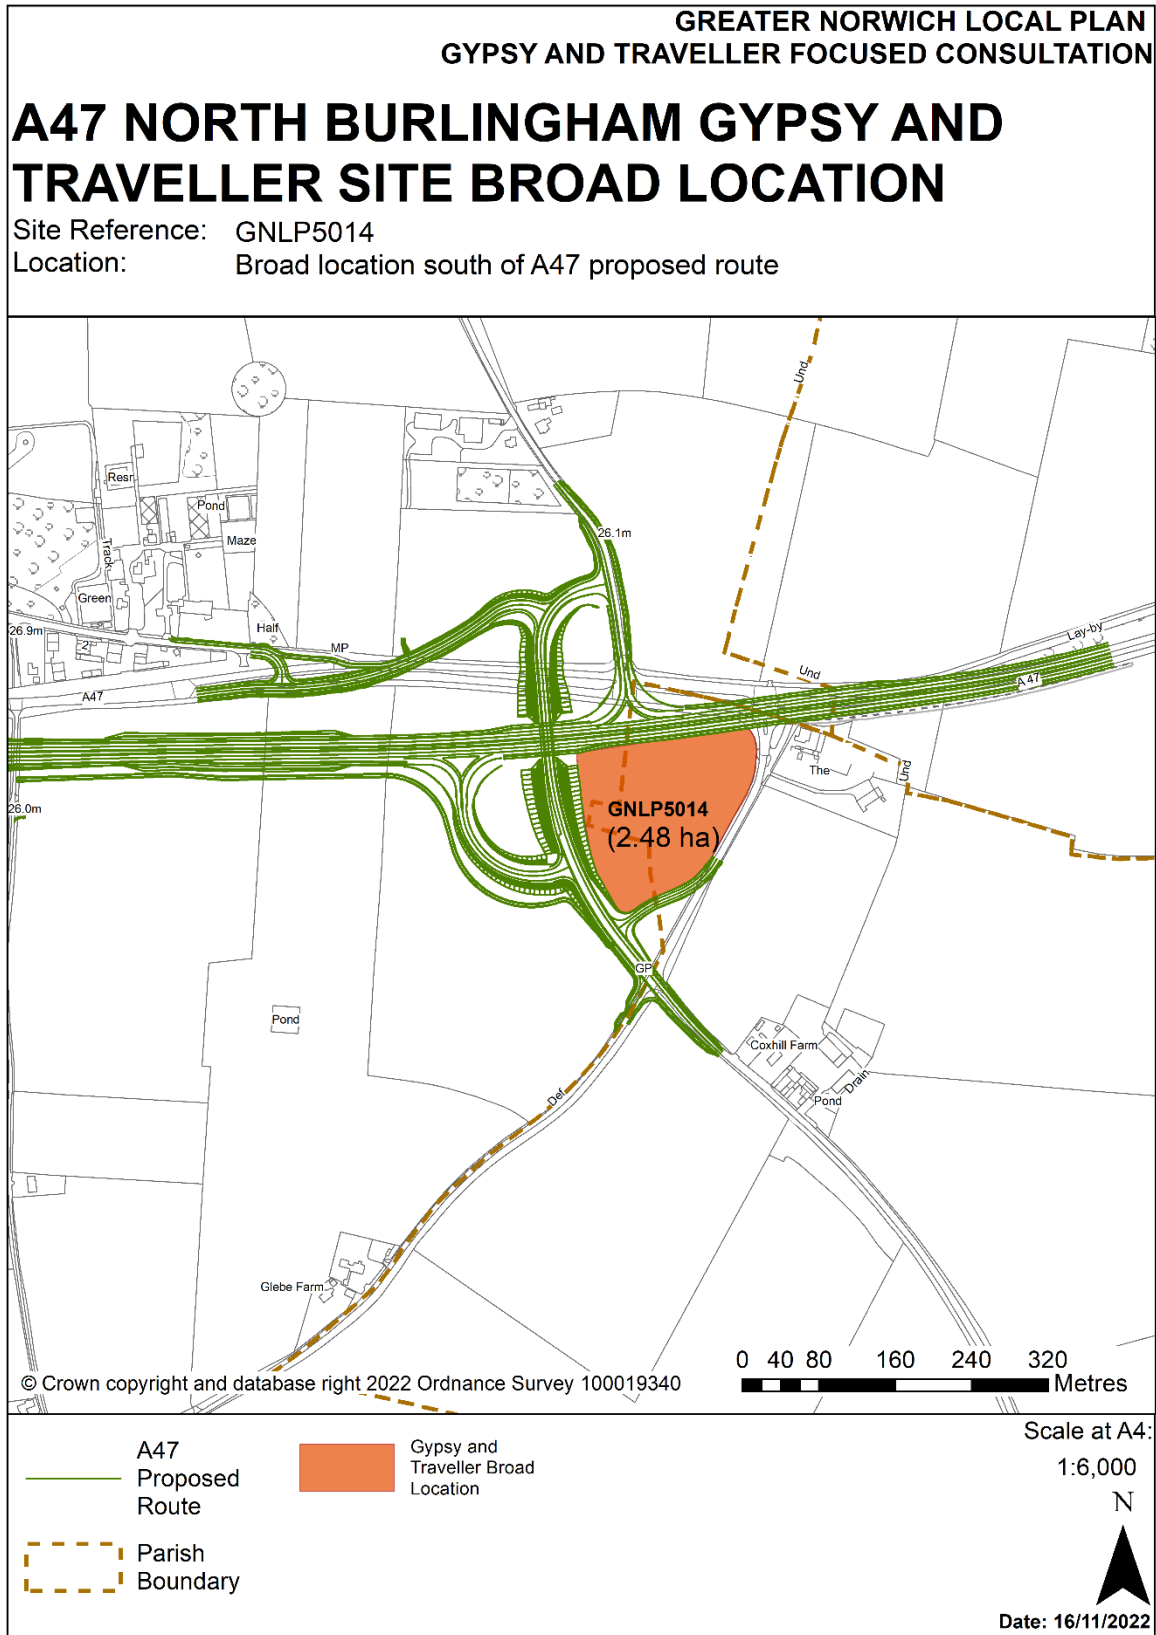 GREATER NORWICH LOCAL PLAN
GYPSY AND TRAVELLER FOCUSED CONSULTATION
A47 NORTH BURLINGHAM GYPSY AND
TRAVELLER SITE BROAD LOCATION
Site Reference: GNLP5014
Location: Broad location south of A47 proposed route
Und
Resr
Pond
26.1m
Maze
Track
Green
Half
26.9m
2
MP
Lay-by
Und
A47
A 47
The
Und
26.0m
GNLP5014
(2.48 ha)
GP
Pond
Coxhill Farm
Drain
Pond
Def
Glebe Farm
0 40 80 160 240 320
Metres
© Crown copyright and database right 2022 Ordnance Survey 100019340
A47
Proposed
Route
Gypsy and
Traveller Broad
Location
Parish
Boundary
Scale at A4:
1:6,000
N
Date: 16/11/2022